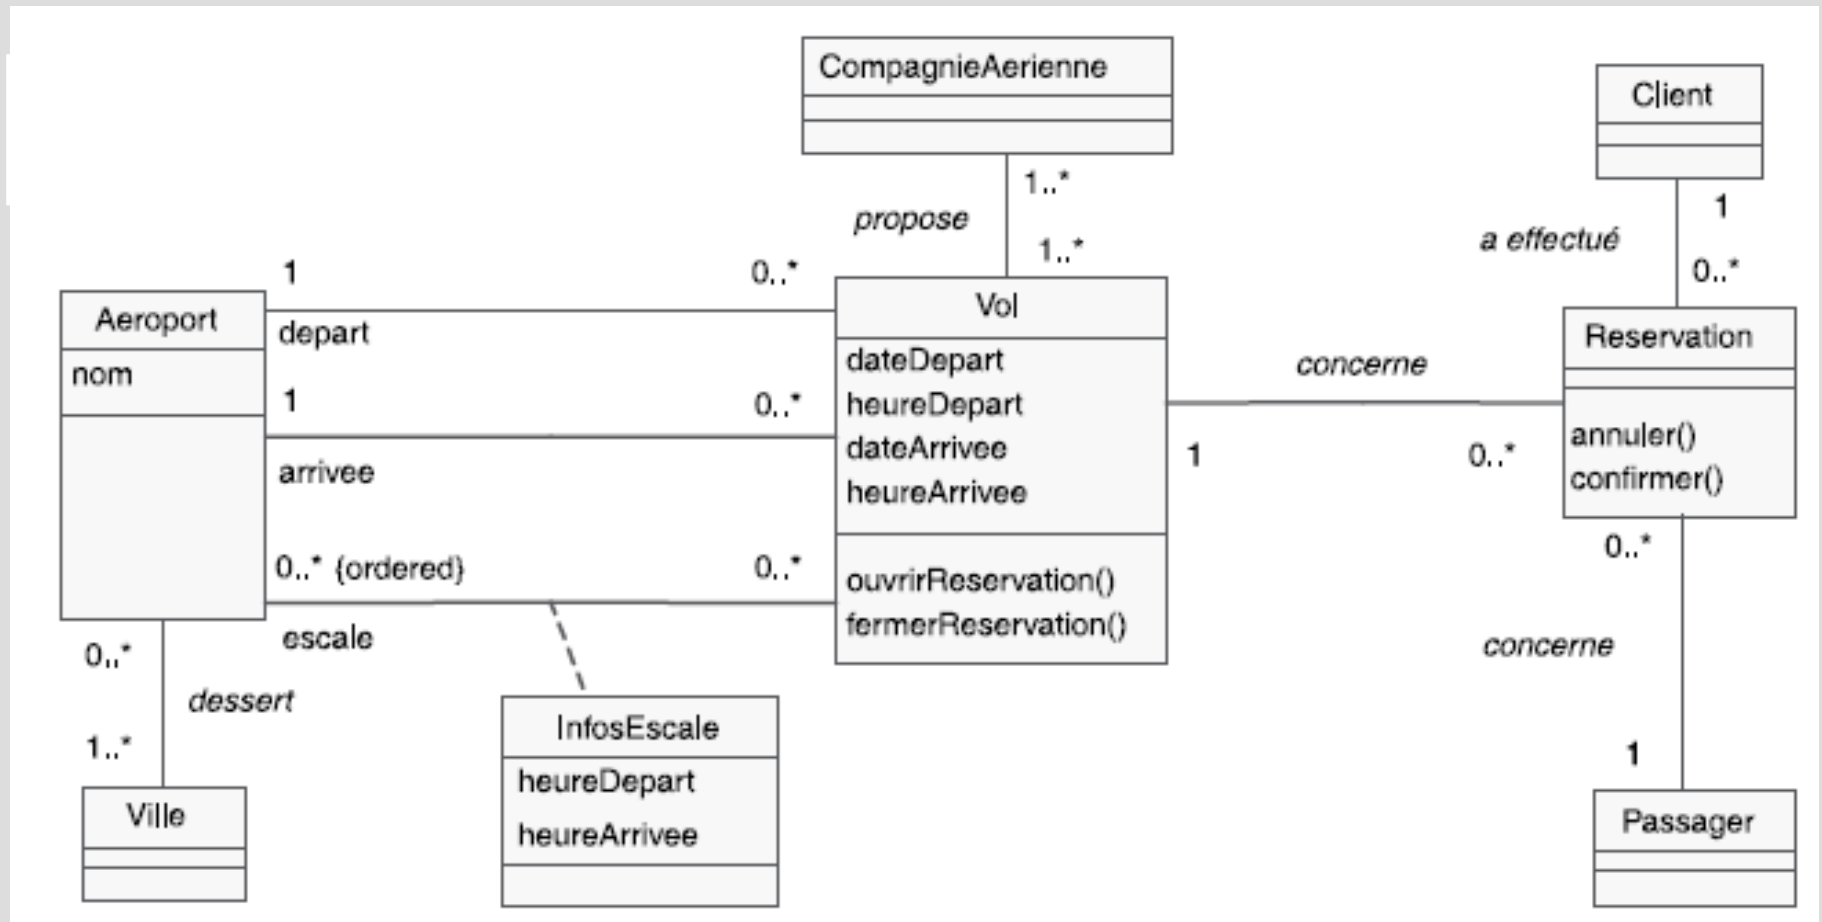 CompagnieAerienne
Client
1..*
propose
1..*
1
a effectué
0..*
1
0..*
Aeroport
nom
depart
1
0..*
arrivee
0..* {ordered}
0..*
escale
Vol
dateDepart
heureDepart
dateArrivee
heureArrivee
ouvrirReservation()
fermerReservation()
concerne
1
0..*
Reservation
annuler()
confirmer()
0..*
concerne
1
Passager
0..*
dessert
1..*
Ville
InfosEscale
heureDepart
heureArrivee